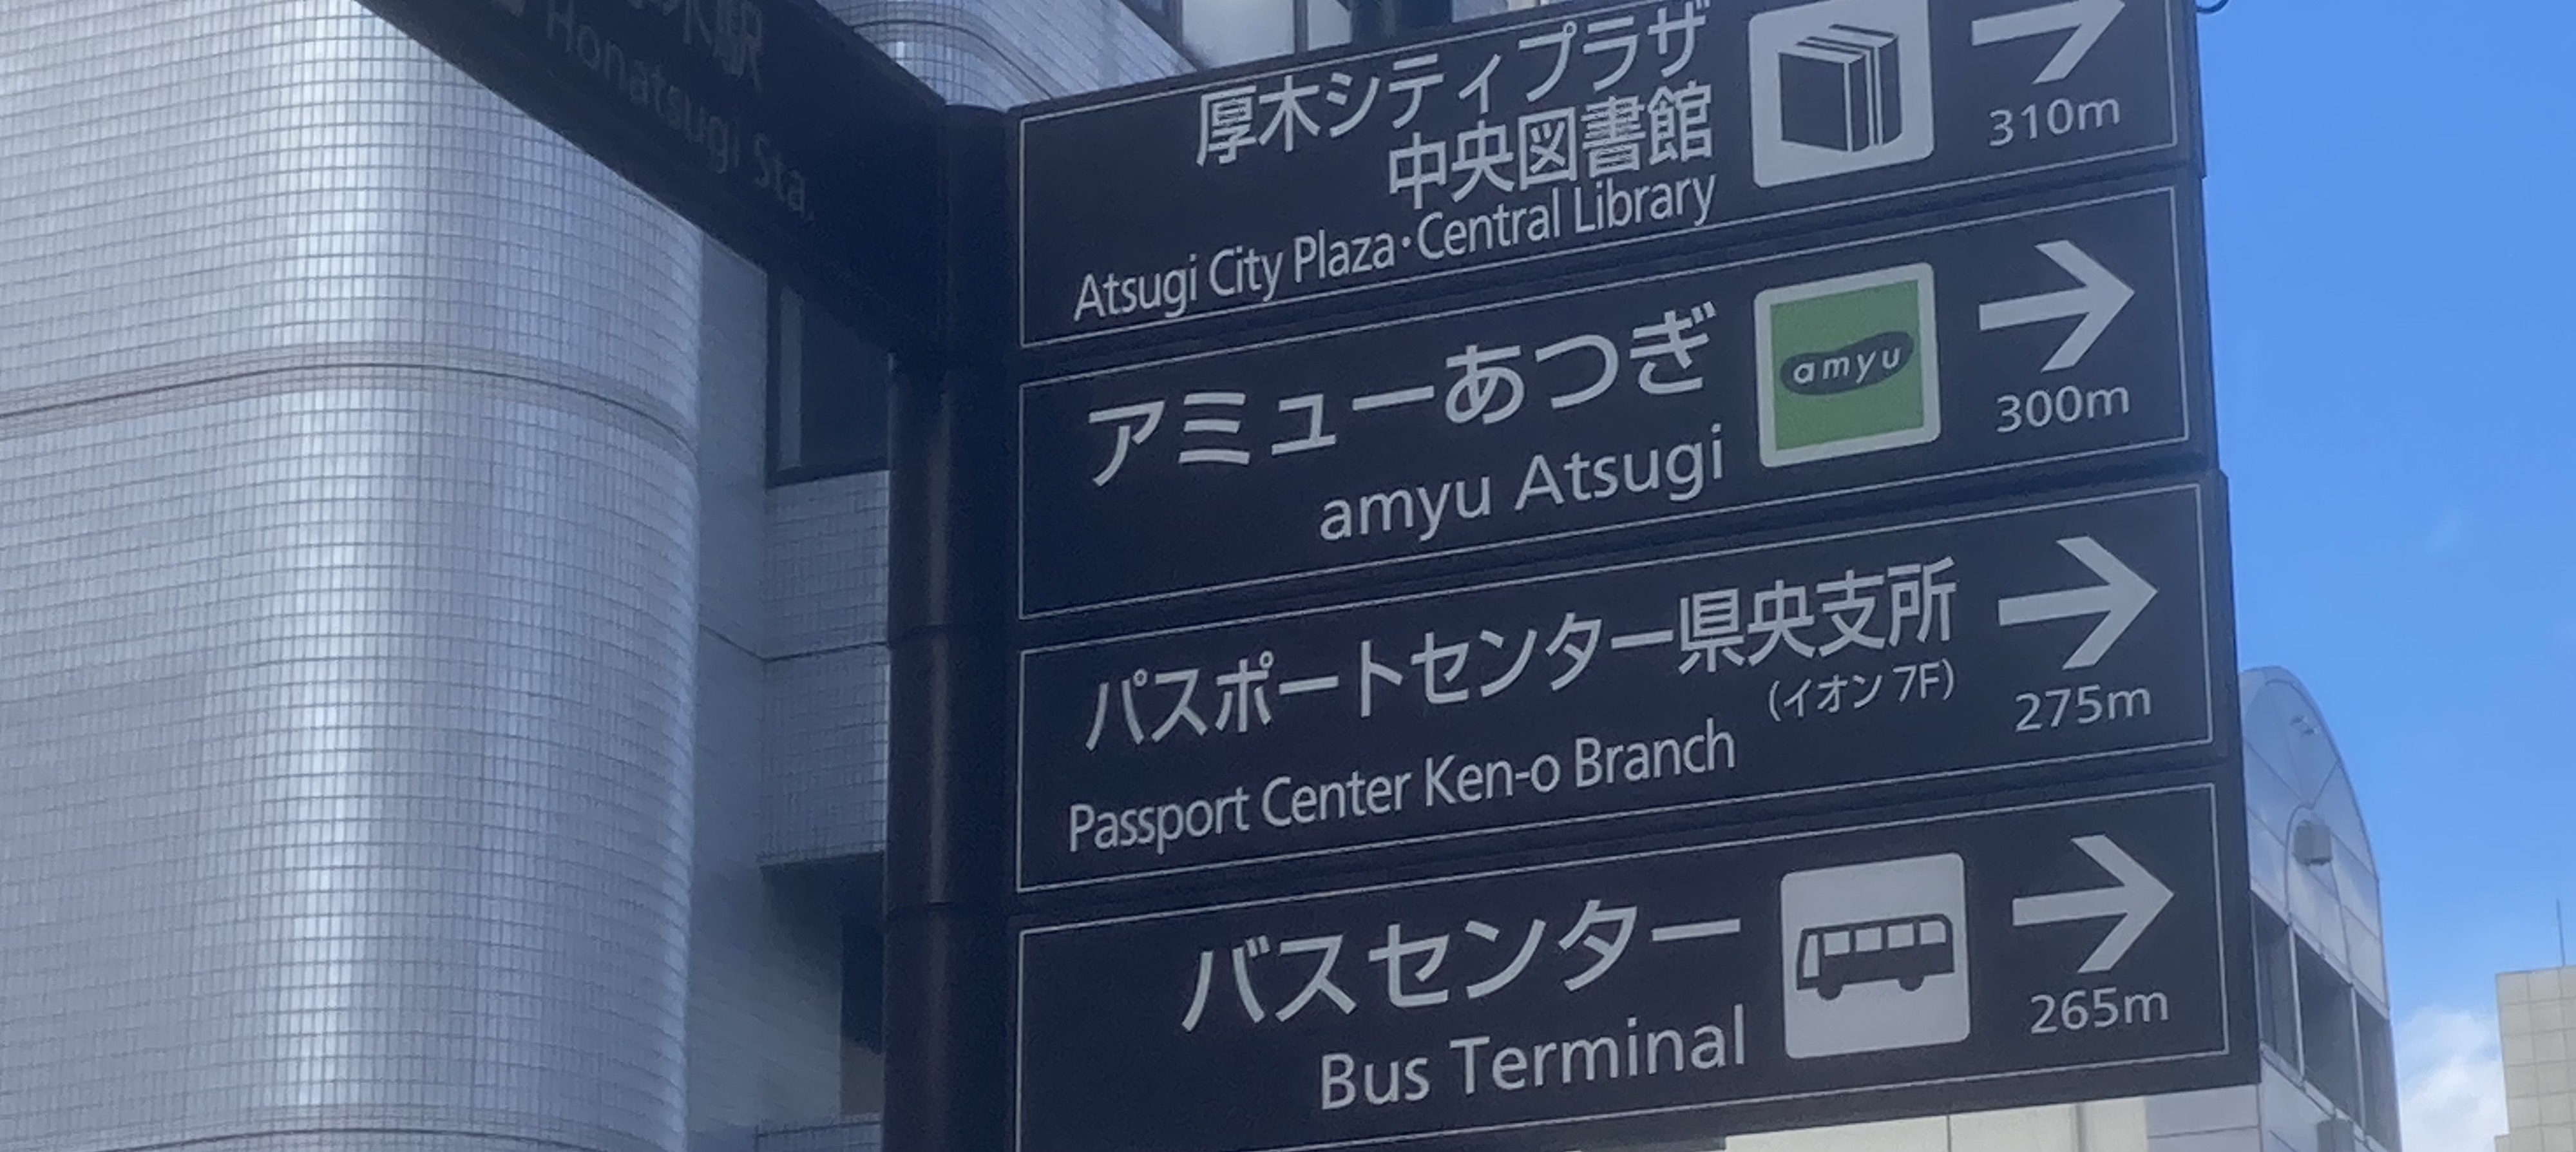 木駅
Honatsugi Sta.
厚木シティプラザ
中央図書館
Atsugi City Plaza・Central Library
310m
アミューあつぎ
amyu Atsugi
amyu
300m
パスポートセンター県央支所
(イオン 7F)
Passport Center Ken-o Branch
275m
バスセンター
Bus Terminal
265m